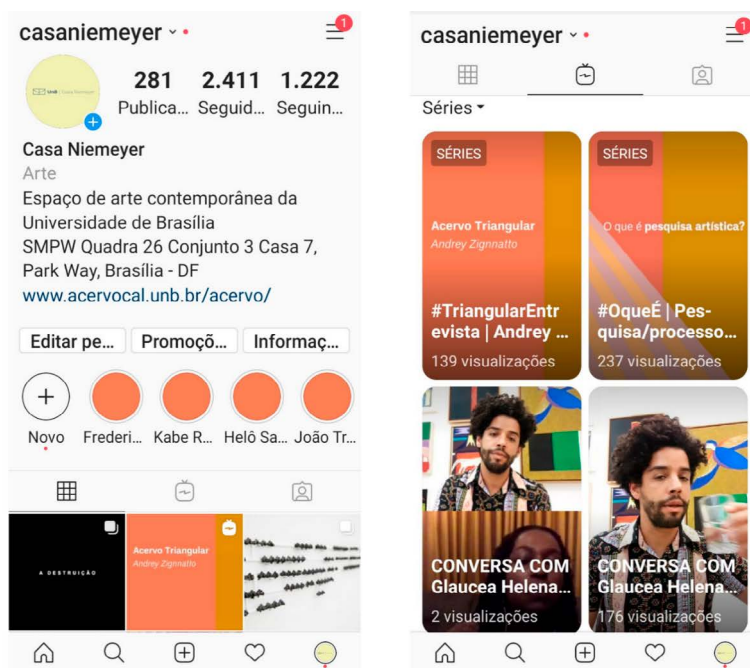 casaniemeyer
1
281 2.411 1.222
Publica... Seguid... Seguin...
Casa Niemeyer
Arte
Espaço de arte contemporânea da
Universidade de Brasília
SMPW Quadra 26 Conjunto 3 Casa 7,
Park Way, Brasília - DF
www.acervocal.unb.br/acervo/
Editar pe... Promoçõ... Informaç...
Novo Frederi... Kabe R... Helô Sa... João Tr...
A DESTRUIÇÃO
Acervo Triangular
Andrey Zignnatto
casaniemeyer
1
Séries
SÉRIES
Acervo Triangular
Andrey Zignnatto
#TriangularEntr
evista | Andrey ...
139 visualizações
SÉRIES
O que é pesquisa artística?
#OqueÉ | Pes-
quisa/processo...
237 visualizações
CONVERSA COM
Glaucea Helena...
2 visualizações
CONVERSA COM
Glaucea Helena...
176 visualizações